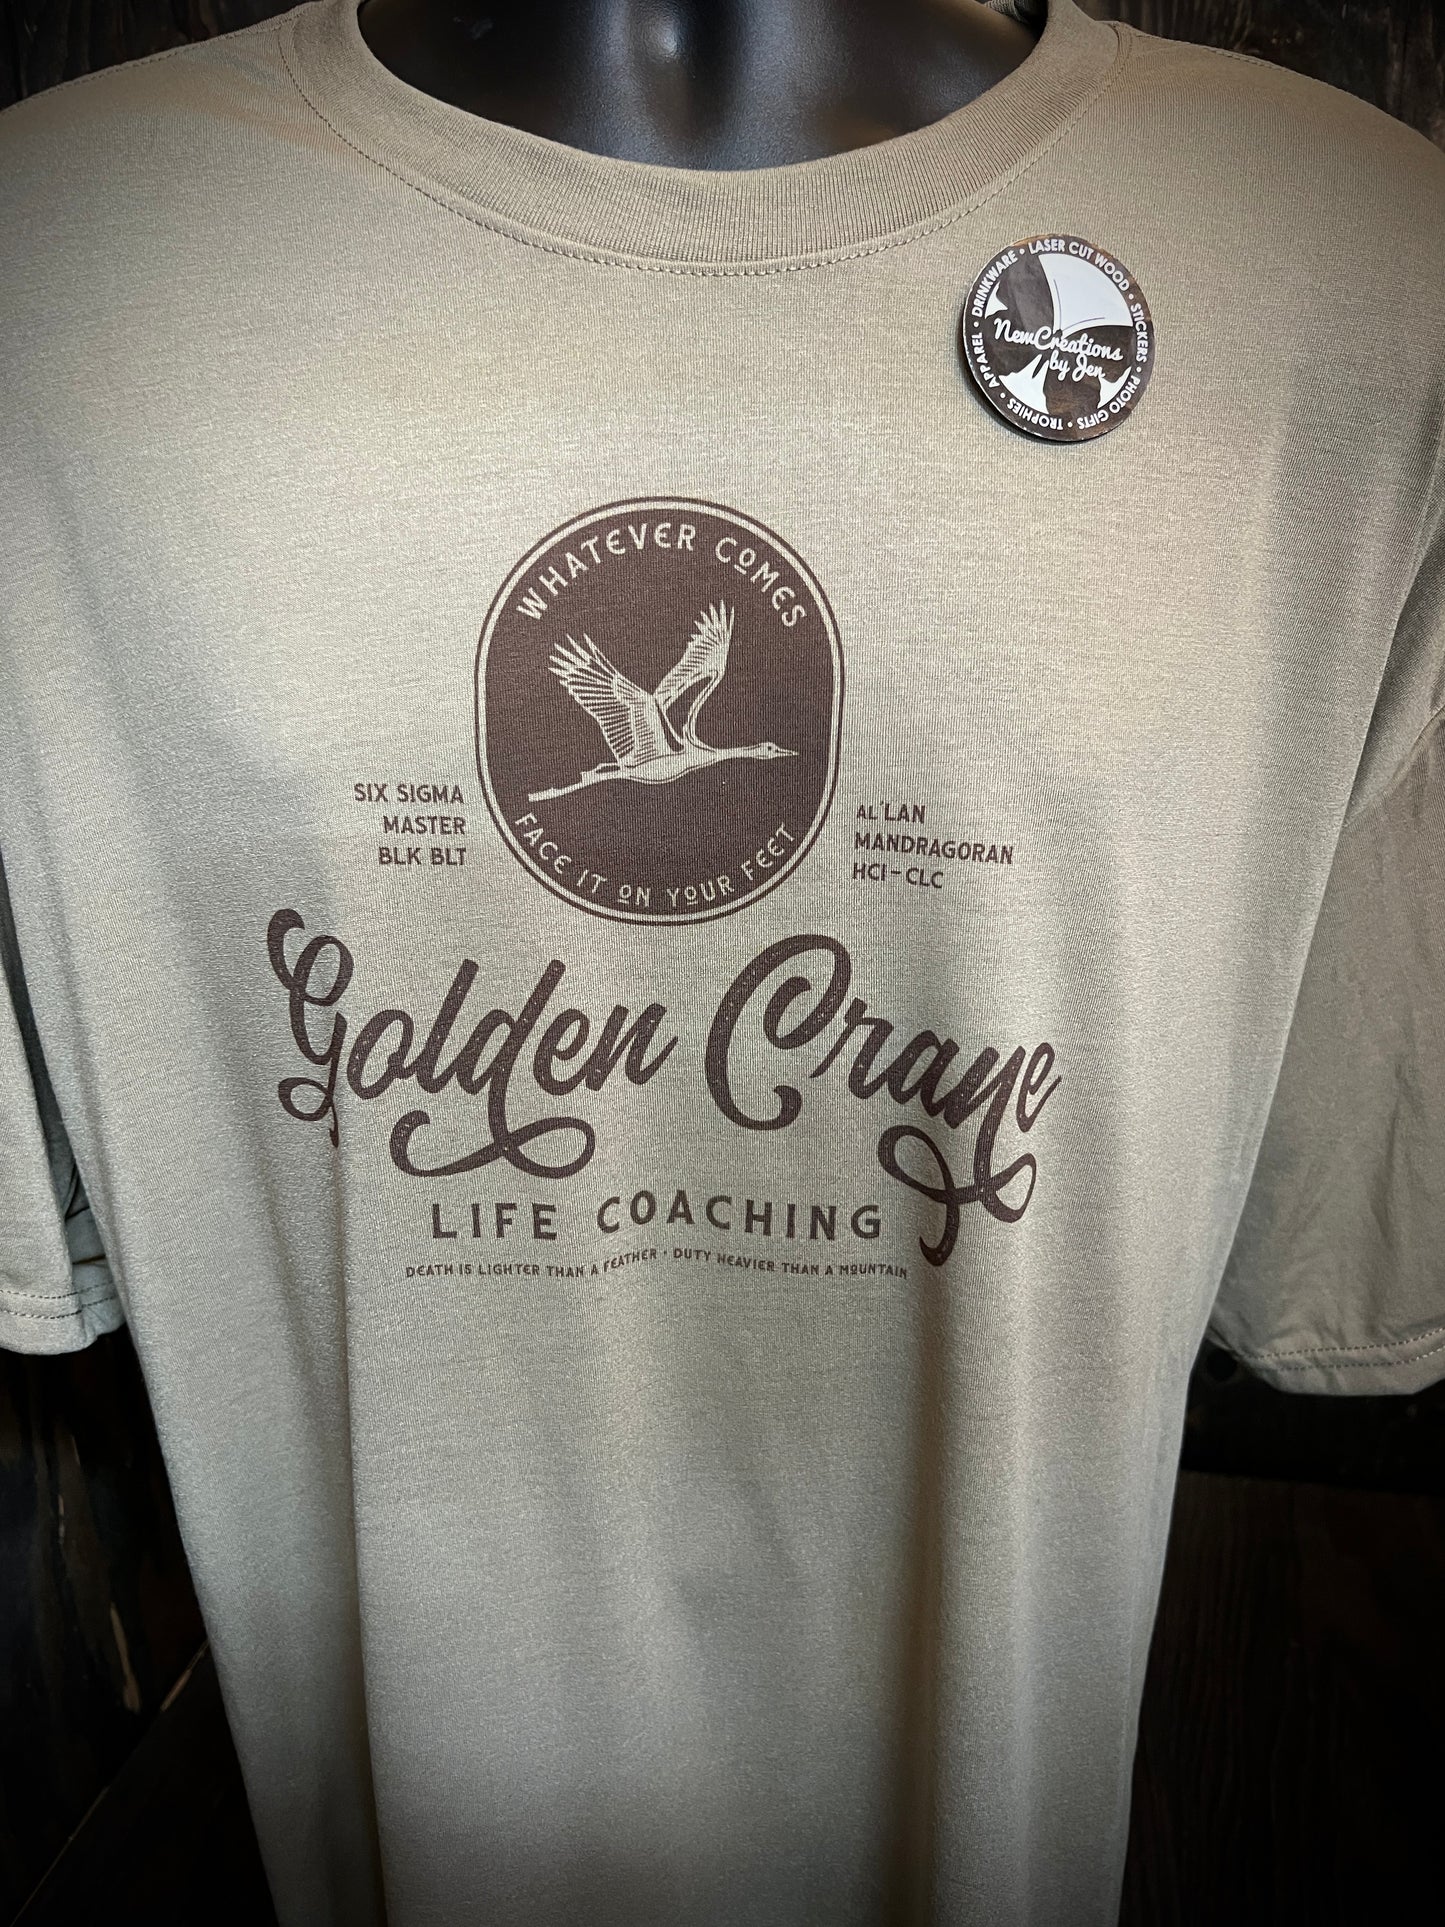 APPAREL • DRINKWARE • LASER CUT WOOD • STICKERS • PHOTO GIFTS • TROPHIES •
NewCreations
by Jen
WHATEVER COMES
FACE IT ON YOUR FEET
SIX SIGMA
MASTER
BLK BLT
AL'LAN
MANDRAGORAN
HCI-CLC
Golden Crane
LIFE COACHING
DEATH IS LIGHTER THAN A FEATHER • DUTY HEAVIER THAN A MOUNTAIN